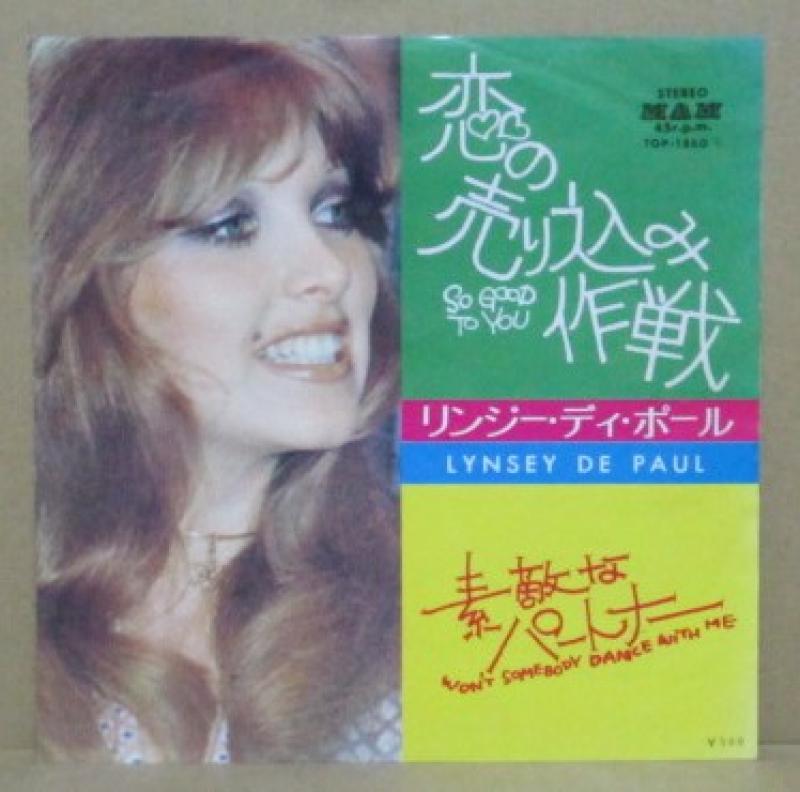 恋の
売り込み
作戦
SO GOOD
TO YOU
STEREO
MAM
45r.p.m.
TOP-1860
リンジー・ディ・ポール
LYNSEY DE PAUL
素敵な
パートナー
WON'T SOMEBODY DANCE WITH ME